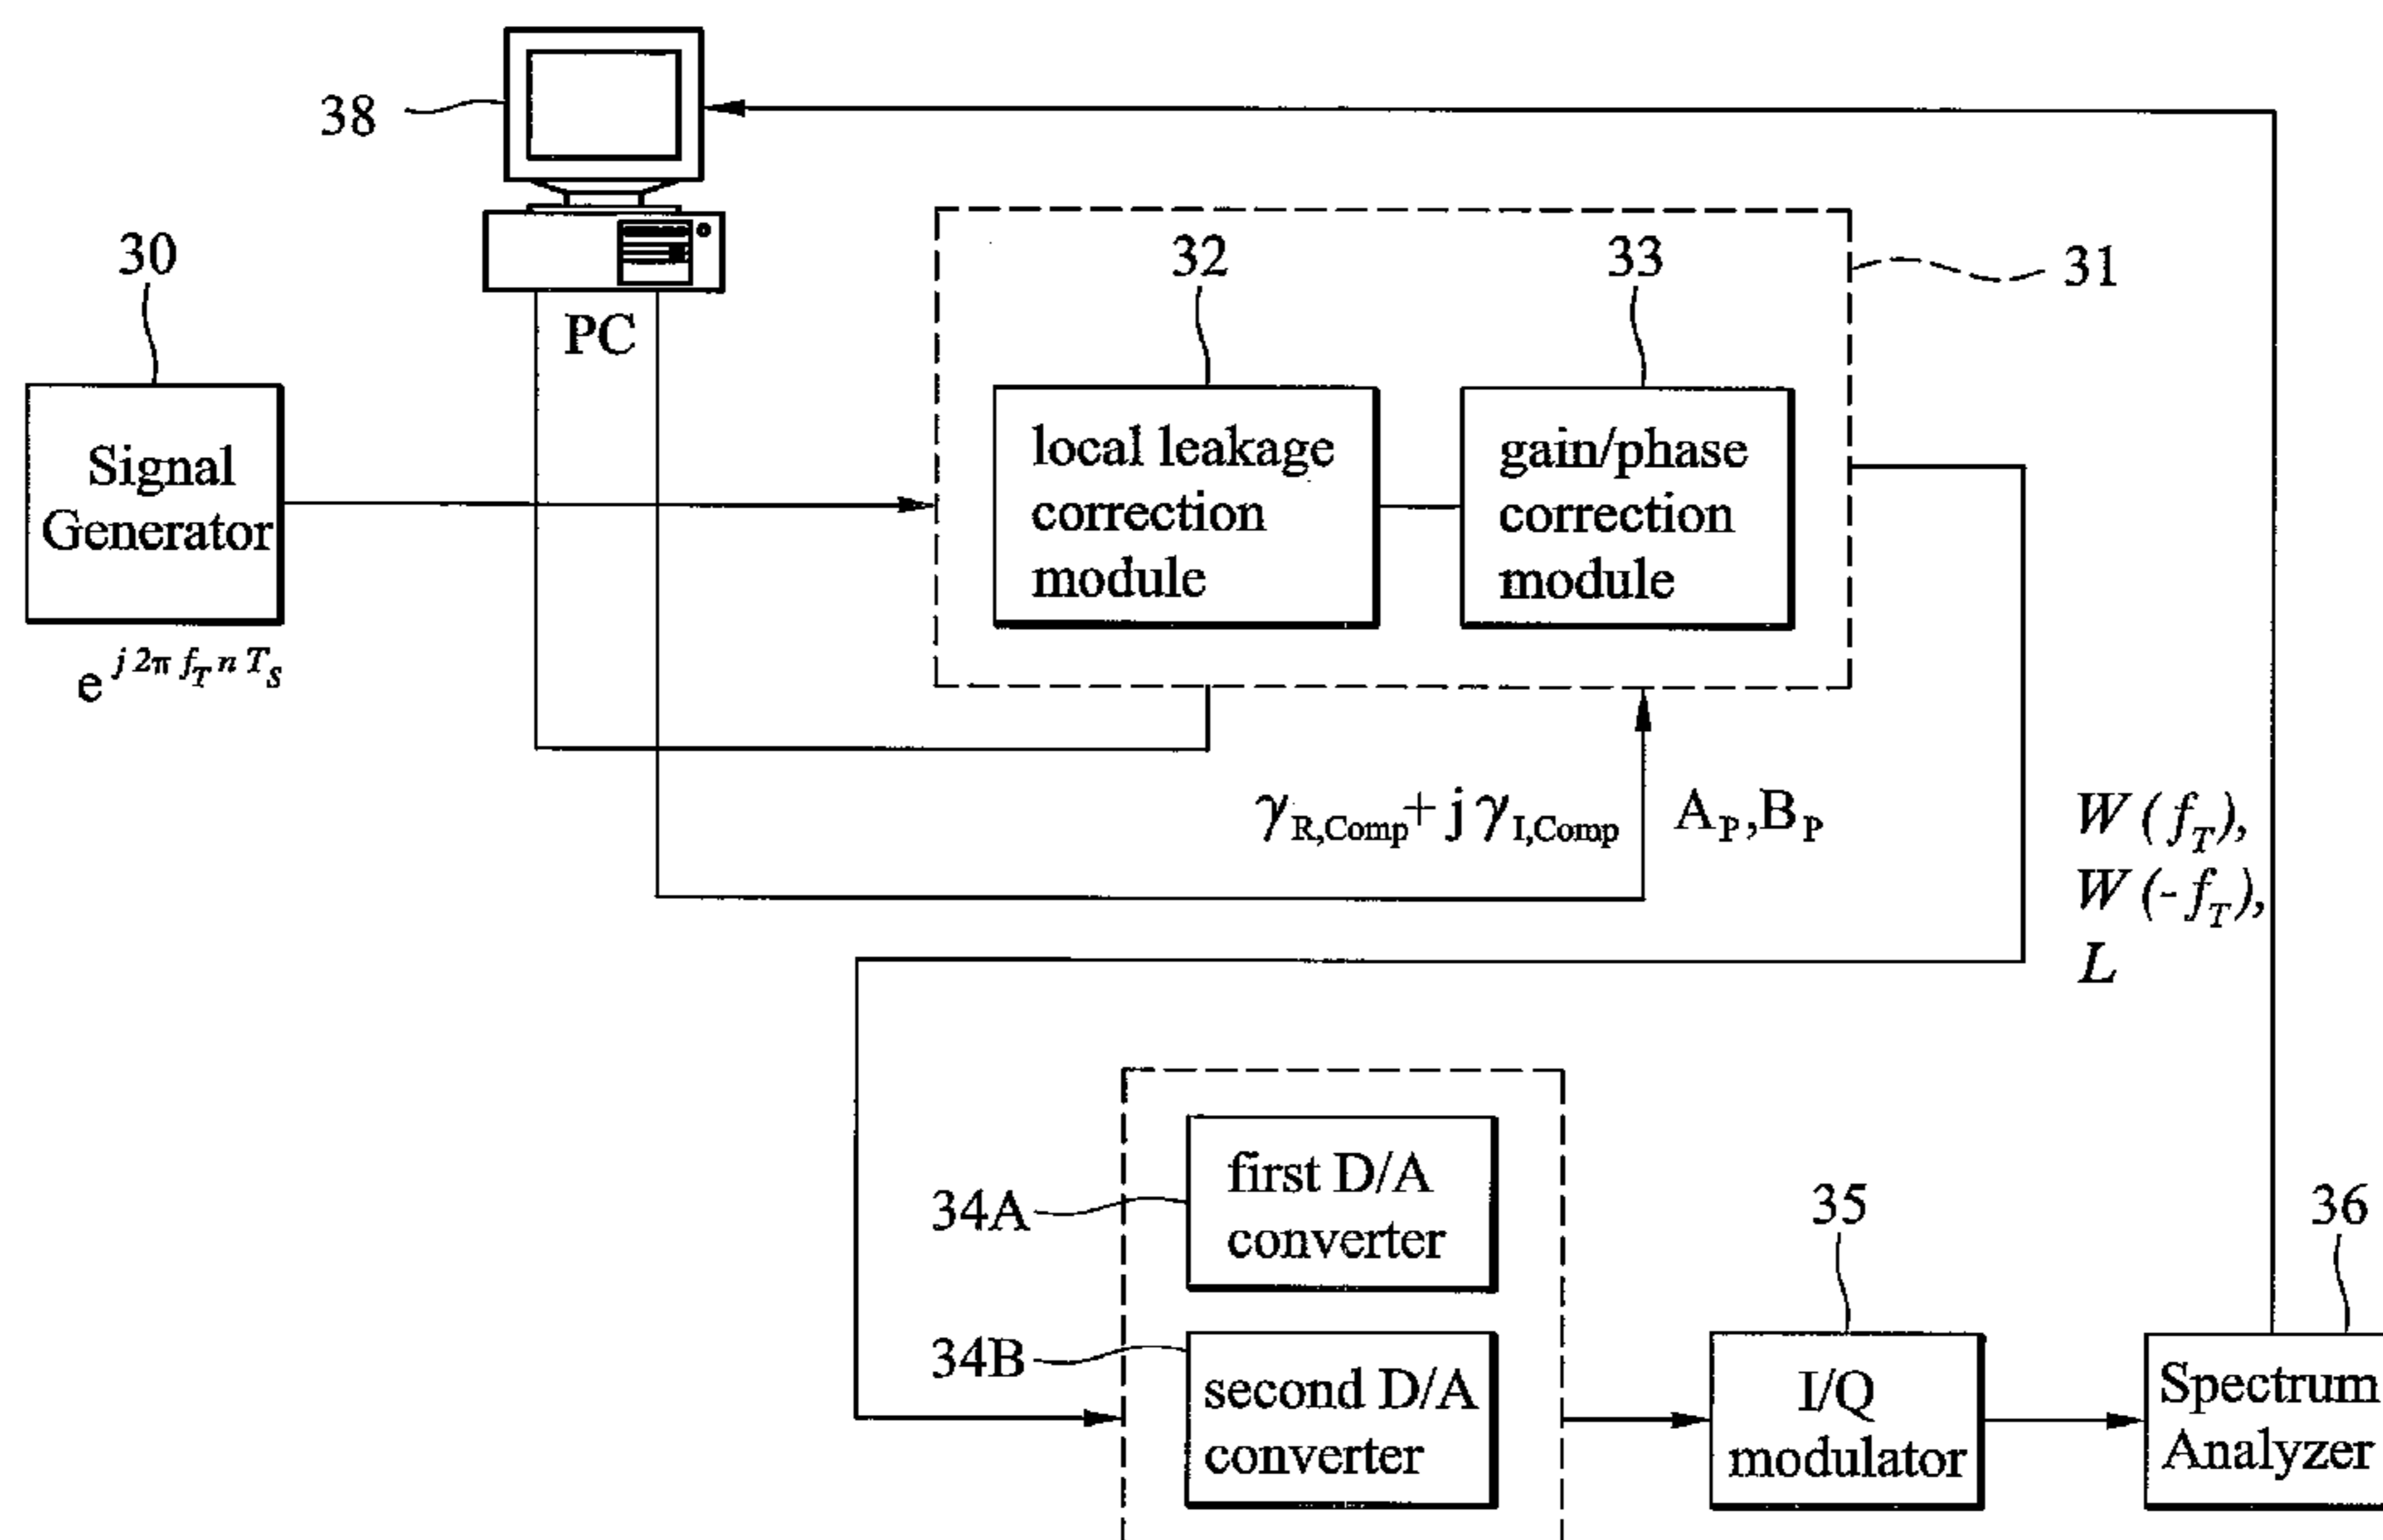 38
30
PC
32
33
31
Signal
Generator
e^{j 2π f_T n T_S}
local leakage
correction
module
gain/phase
correction
module
γ_{R,Comp}+ j γ_{I,Comp}
A_P,B_P
W(f_T),
W(-f_T),
L
34A
first D/A
converter
34B
second D/A
converter
35
I/Q
modulator
36
Spectrum
Analyzer